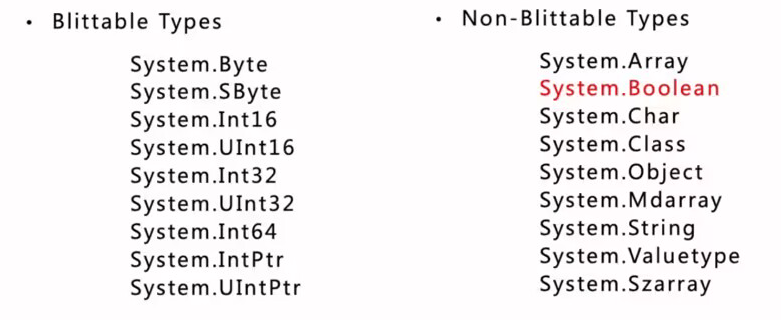 • Blittable Types
System.Byte
System.SByte
System.Int16
System.UInt16
System.Int32
System.UInt32
System.Int64
System.IntPtr
System.UIntPtr
• Non-Blittable Types
System.Array
System.Boolean
System.Char
System.Class
System.Object
System.Mdarray
System.String
System.Valuetype
System.Szarray